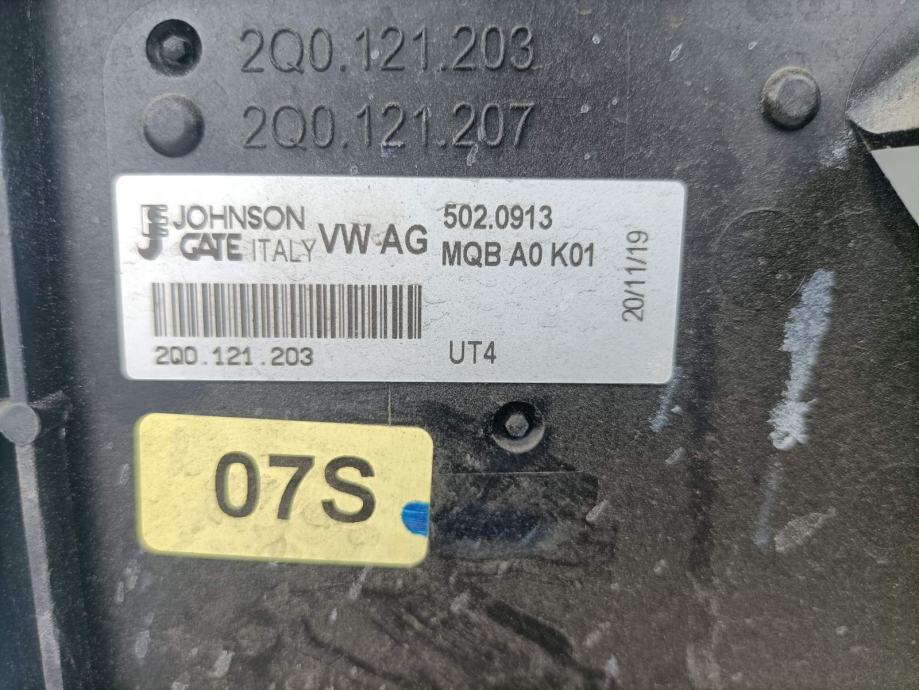 2Q0.121.203
2Q0.121.207
JOHNSON
GATE ITALY
VW AG
502.0913
MQB A0 K01
20/11/19
2Q0.121.203
UT4
07S